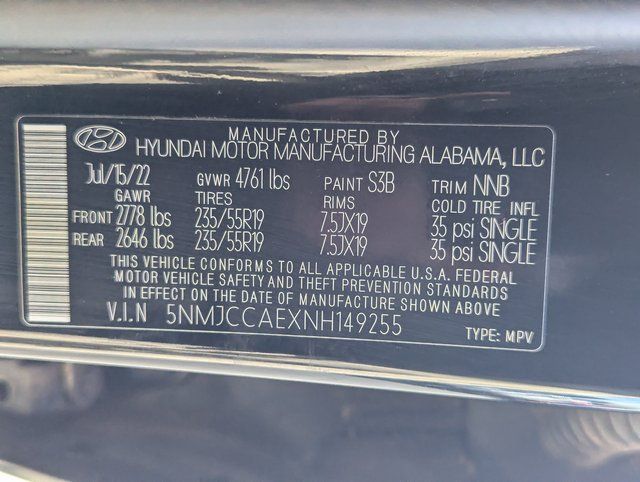 MANUFACTURED BY
HYUNDAI MOTOR MANUFACTURING ALABAMA, LLC
Jul/15/22 GVWR 4761 lbs PAINT S3B TRIM NNB
GAWR TIRES RIMS COLD TIRE INFL
FRONT 2778 lbs 235/55R19 7.5JX19 35 psi SINGLE
REAR 2646 lbs 235/55R19 7.5JX19 35 psi SINGLE
THIS VEHICLE CONFORMS TO ALL APPLICABLE U.S.A. FEDERAL
MOTOR VEHICLE SAFETY AND THEFT PREVENTION STANDARDS
IN EFFECT ON THE DATE OF MANUFACTURE SHOWN ABOVE
V.I.N 5NMJCCAEXNH149255 TYPE: MPV